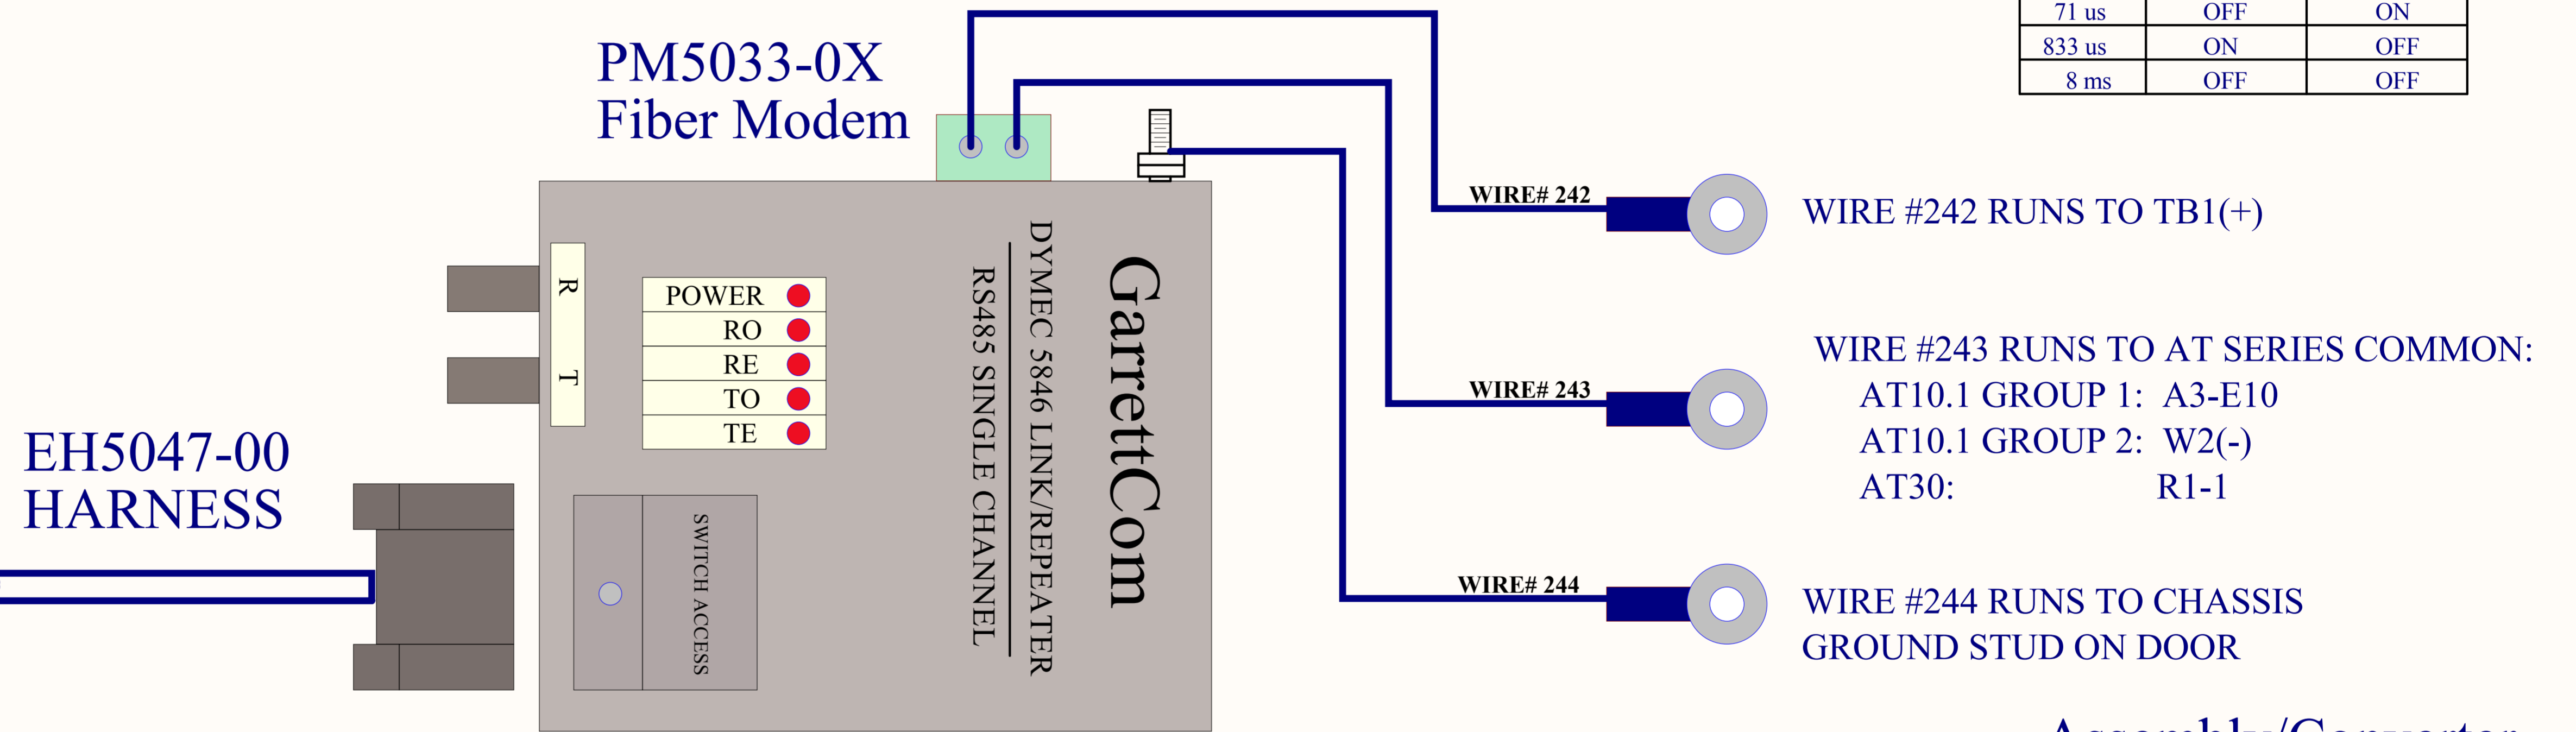 71 us OFF ON
833 us ON OFF
8 ms OFF OFF
PM5033-0X
Fiber Modem
WIRE# 242
WIRE #242 RUNS TO TB1(+)
R
T
POWER
RO
RE
TO
TE
RS485 SINGLE CHANNEL
DYMEC 5846 LINK/REPEATER
GarrettCom
WIRE# 243
WIRE #243 RUNS TO AT SERIES COMMON:
AT10.1 GROUP 1: A3-E10
AT10.1 GROUP 2: W2(-)
AT30: R1-1
EH5047-00
HARNESS
SWITCH ACCESS
WIRE# 244
WIRE #244 RUNS TO CHASSIS
GROUND STUD ON DOOR
Assembly/Converter